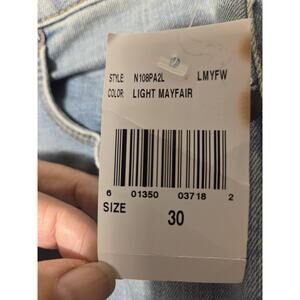 STYLE: N108PA2L LMYFW
COLOR: LIGHT MAYFAIR
6 01350 03718 2
SIZE 30